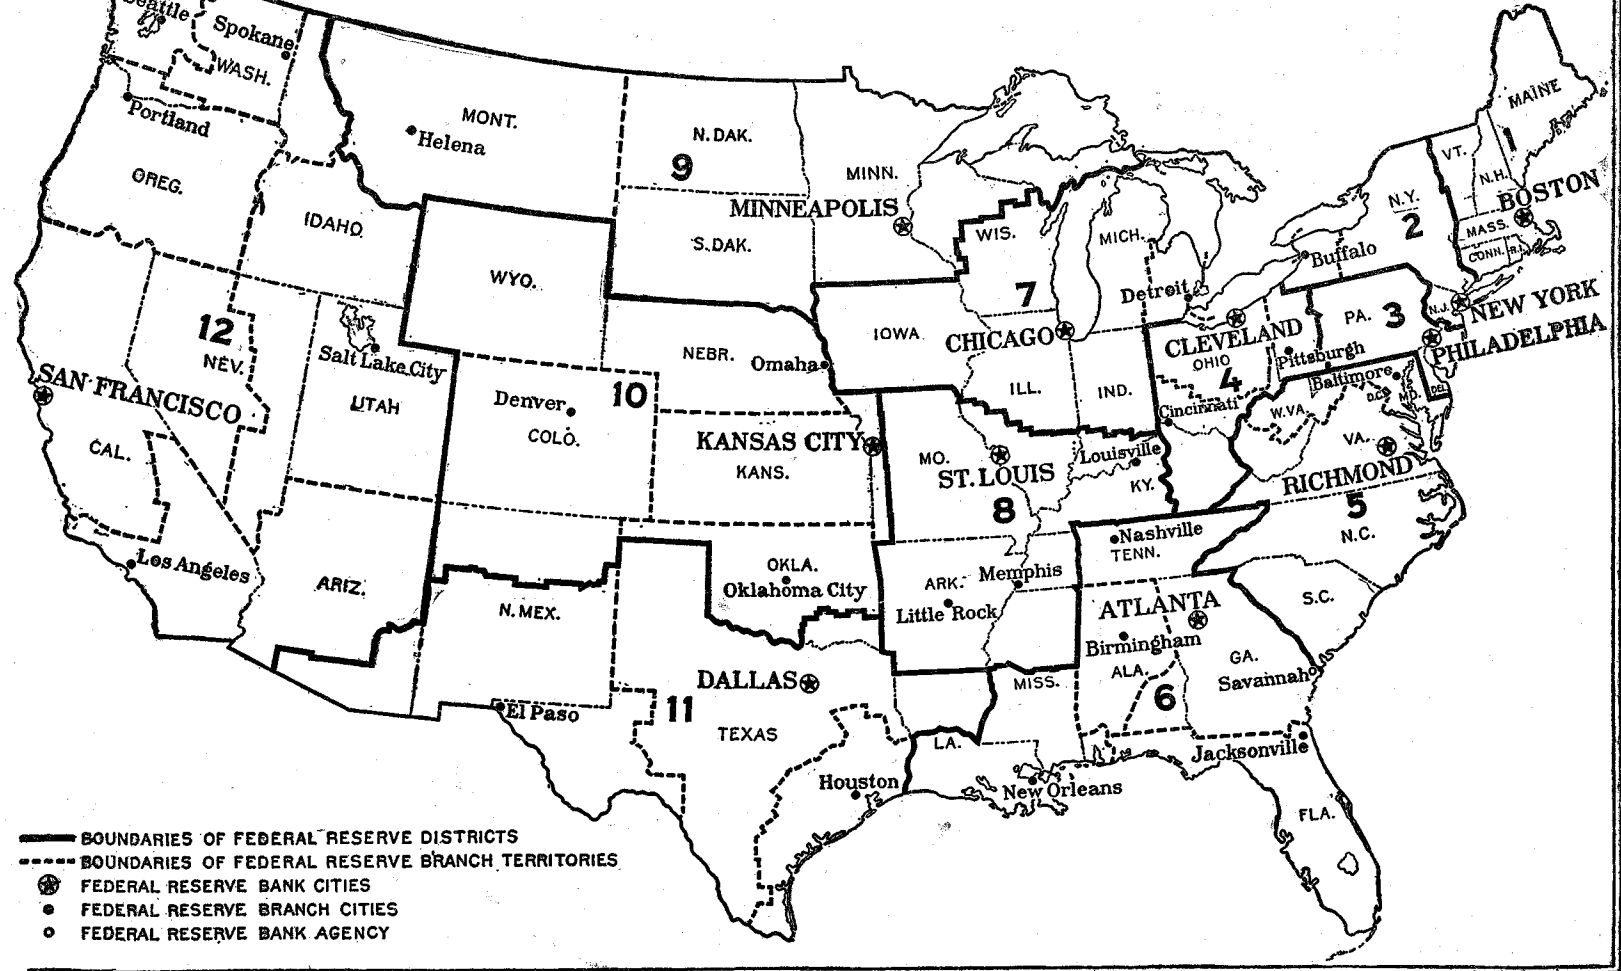 Seattle
Spokane
WASH.
Portland
OREG.
MONT.
Helena
IDAHO
WYO.
N. DAK.
9
S. DAK.
MINN.
MINNEAPOLIS
WIS.
MICH.
7
Detroit
IOWA
CHICAGO
ILL.
IND.
MAINE
1
VT.
N.H.
BOSTON
MASS.
CONN.
R.I.
N.Y.
2
Buffalo
NEW YORK
N.J.
PA.
3
PHILADELPHIA
CLEVELAND
OHIO
4
Pittsburgh
Cincinnati
Baltimore
D.C.
MD.
DEL.
W. VA.
VA.
RICHMOND
5
N.C.
S.C.
12
NEV.
SAN FRANCISCO
CAL.
Los Angeles
Salt Lake City
UTAH
ARIZ.
10
Denver
COLO.
NEBR.
Omaha
KANSAS CITY
KANS.
MO.
ST. LOUIS
8
Louisville
KY.
Nashville
TENN.
Memphis
ARK.
Little Rock
OKLA.
Oklahoma City
N. MEX.
El Paso
DALLAS
11
TEXAS
Houston
LA.
New Orleans
MISS.
ATLANTA
Birmingham
ALA.
6
GA.
Savannah
Jacksonville
FLA.
BOUNDARIES OF FEDERAL RESERVE DISTRICTS
BOUNDARIES OF FEDERAL RESERVE BRANCH TERRITORIES
FEDERAL RESERVE BANK CITIES
FEDERAL RESERVE BRANCH CITIES
FEDERAL RESERVE BANK AGENCY